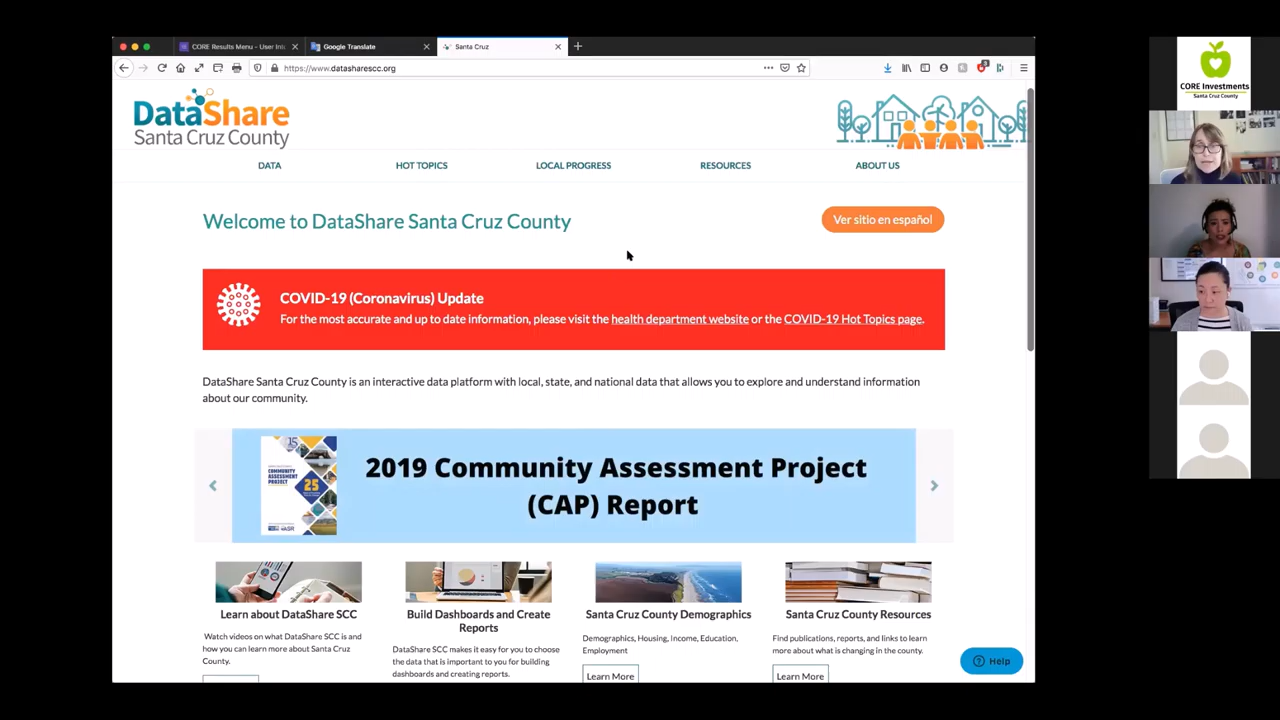 CORE Results Menu - User Int
Google Translate
Santa Cruz
https://www.datasharescc.org
DataShare
Santa Cruz County
DATA
HOT TOPICS
LOCAL PROGRESS
RESOURCES
ABOUT US
Welcome to DataShare Santa Cruz County
Ver sitio en español
COVID-19 (Coronavirus) Update
For the most accurate and up to date information, please visit the health department website or the COVID-19 Hot Topics page.
DataShare Santa Cruz County is an interactive data platform with local, state, and national data that allows you to explore and understand information
about our community.
COMMUNITY
ASSESSMENT
PROJECT
25
2019 Community Assessment Project
(CAP) Report
Learn about DataShare SCC
Watch videos on what DataShare SCC is and
how you can learn more about Santa Cruz
County.
Build Dashboards and Create
Reports
DataShare SCC makes it easy for you to choose
the data that is important to you for building
dashboards and creating reports.
Santa Cruz County Demographics
Demographics, Housing, Income, Education,
Employment
Learn More
Santa Cruz County Resources
Find publications, reports, and links to learn
more about what is changing in the county.
Learn More
Help
CORE Investments
Santa Cruz County